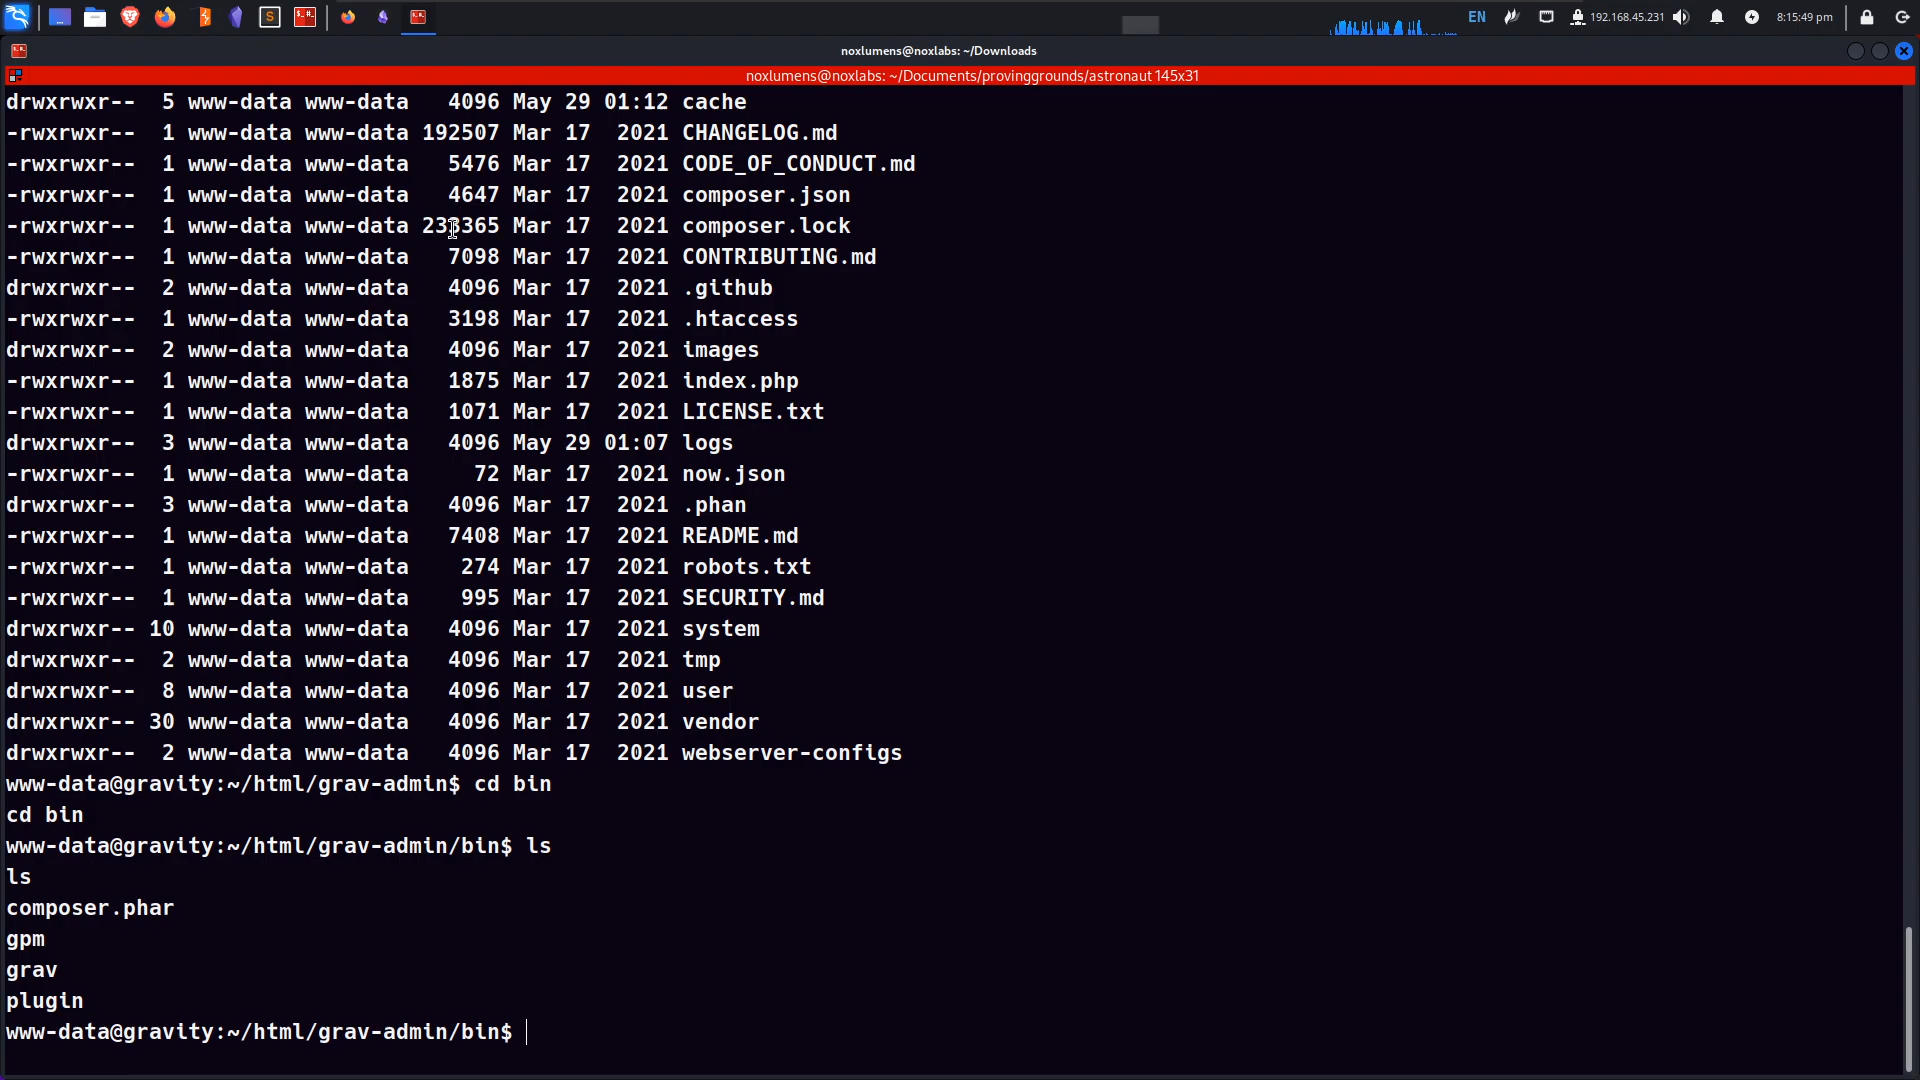 EN
192.168.45.231
8:15:49 pm
noxlumens@noxlabs: ~/Downloads
noxlumens@noxlabs: ~/Documents/provinggrounds/astronaut 145x31
drwxrwxr--  5 www-data www-data   4096 May 29 01:12 cache
-rwxrwxr--  1 www-data www-data 192507 Mar 17  2021 CHANGELOG.md
-rwxrwxr--  1 www-data www-data   5476 Mar 17  2021 CODE_OF_CONDUCT.md
-rwxrwxr--  1 www-data www-data   4647 Mar 17  2021 composer.json
-rwxrwxr--  1 www-data www-data 233365 Mar 17  2021 composer.lock
-rwxrwxr--  1 www-data www-data   7098 Mar 17  2021 CONTRIBUTING.md
drwxrwxr--  2 www-data www-data   4096 Mar 17  2021 .github
-rwxrwxr--  1 www-data www-data   3198 Mar 17  2021 .htaccess
drwxrwxr--  2 www-data www-data   4096 Mar 17  2021 images
-rwxrwxr--  1 www-data www-data   1875 Mar 17  2021 index.php
-rwxrwxr--  1 www-data www-data   1071 Mar 17  2021 LICENSE.txt
drwxrwxr--  3 www-data www-data   4096 May 29 01:07 logs
-rwxrwxr--  1 www-data www-data     72 Mar 17  2021 now.json
drwxrwxr--  3 www-data www-data   4096 Mar 17  2021 .phan
-rwxrwxr--  1 www-data www-data   7408 Mar 17  2021 README.md
-rwxrwxr--  1 www-data www-data    274 Mar 17  2021 robots.txt
-rwxrwxr--  1 www-data www-data    995 Mar 17  2021 SECURITY.md
drwxrwxr-- 10 www-data www-data   4096 Mar 17  2021 system
drwxrwxr--  2 www-data www-data   4096 Mar 17  2021 tmp
drwxrwxr--  8 www-data www-data   4096 Mar 17  2021 user
drwxrwxr-- 30 www-data www-data   4096 Mar 17  2021 vendor
drwxrwxr--  2 www-data www-data   4096 Mar 17  2021 webserver-configs
www-data@gravity:~/html/grav-admin$ cd bin
cd bin
www-data@gravity:~/html/grav-admin/bin$ ls
ls
composer.phar
gpm
grav
plugin
www-data@gravity:~/html/grav-admin/bin$